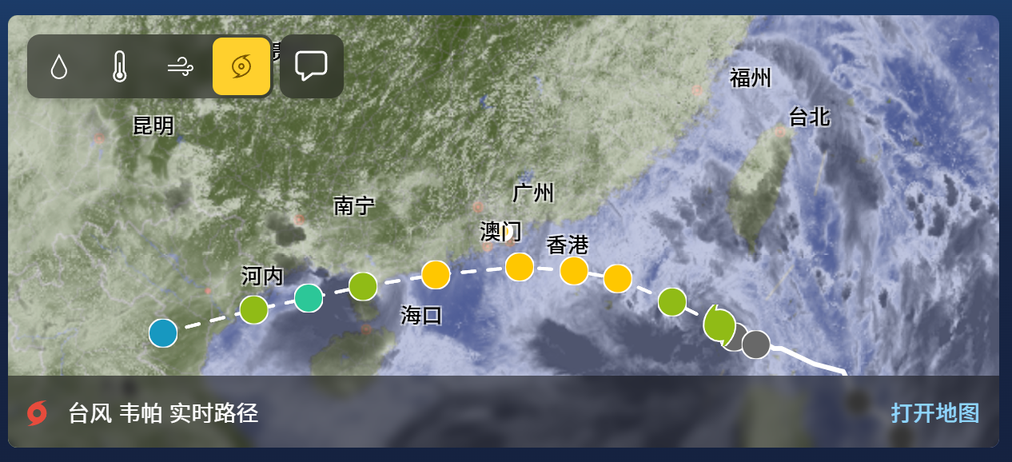 福州
台北
昆明
广州
南宁
澳门
香港
河内
海口
台风 韦帕 实时路径
打开地图